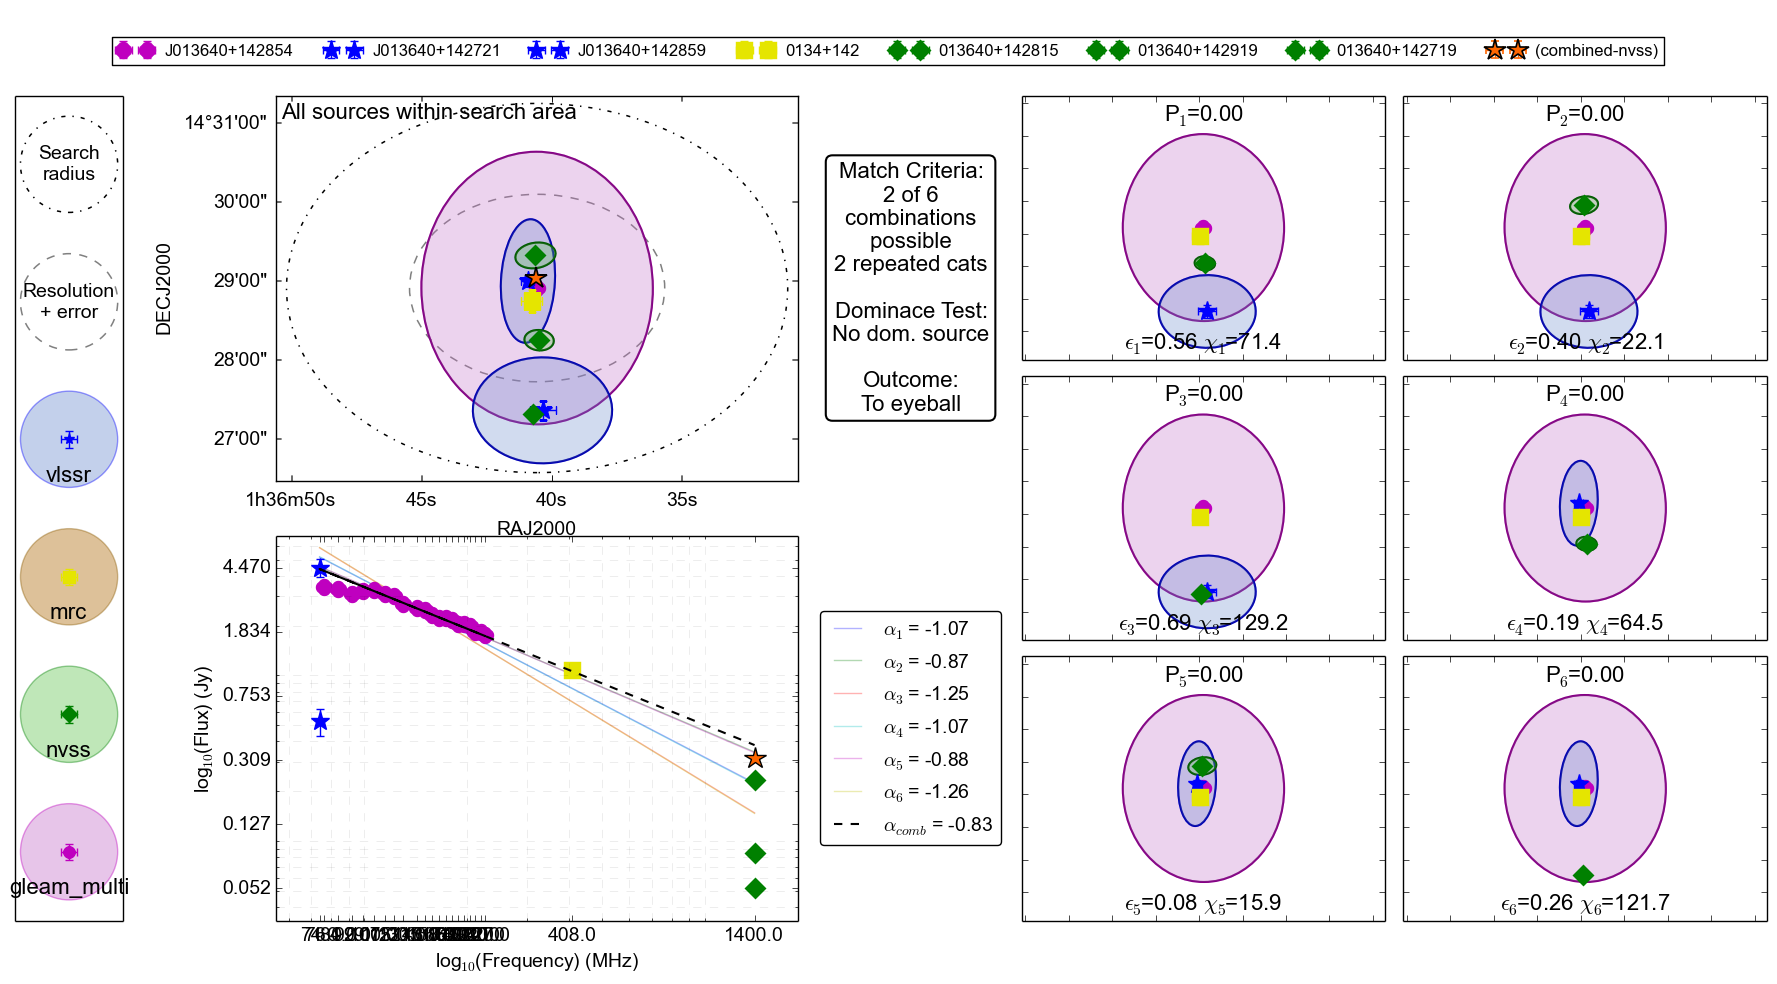 J013640+142854 J013640+142721 J013640+142859 0134+142 013640+142815 013640+142919 013640+142719 (combined-nvss)
Search
radius
Resolution
+ error
vlssr
mrc
nvss
gleam_multi
All sources within search area
DECJ2000
14°31'00"
30'00"
29'00"
28'00"
27'00"
1h36m50s 45s 40s 35s
RAJ2000
Match Criteria:
2 of 6
combinations
possible
2 repeated cats
Dominace Test:
No dom. source
Outcome:
To eyeball
log10(Flux) (Jy)
4.470
1.834
0.753
0.309
0.127
0.052
408.0 1400.0
log10(Frequency) (MHz)
α1 = -1.07
α2 = -0.87
α3 = -1.25
α4 = -1.07
α5 = -0.88
α6 = -1.26
αcomb = -0.83
P1=0.00
ϵ1=0.56 χ1=71.4
P2=0.00
ϵ2=0.40 χ2=22.1
P3=0.00
ϵ3=0.69 χ3=129.2
P4=0.00
ϵ4=0.19 χ4=64.5
P5=0.00
ϵ5=0.08 χ5=15.9
P6=0.00
ϵ6=0.26 χ6=121.7